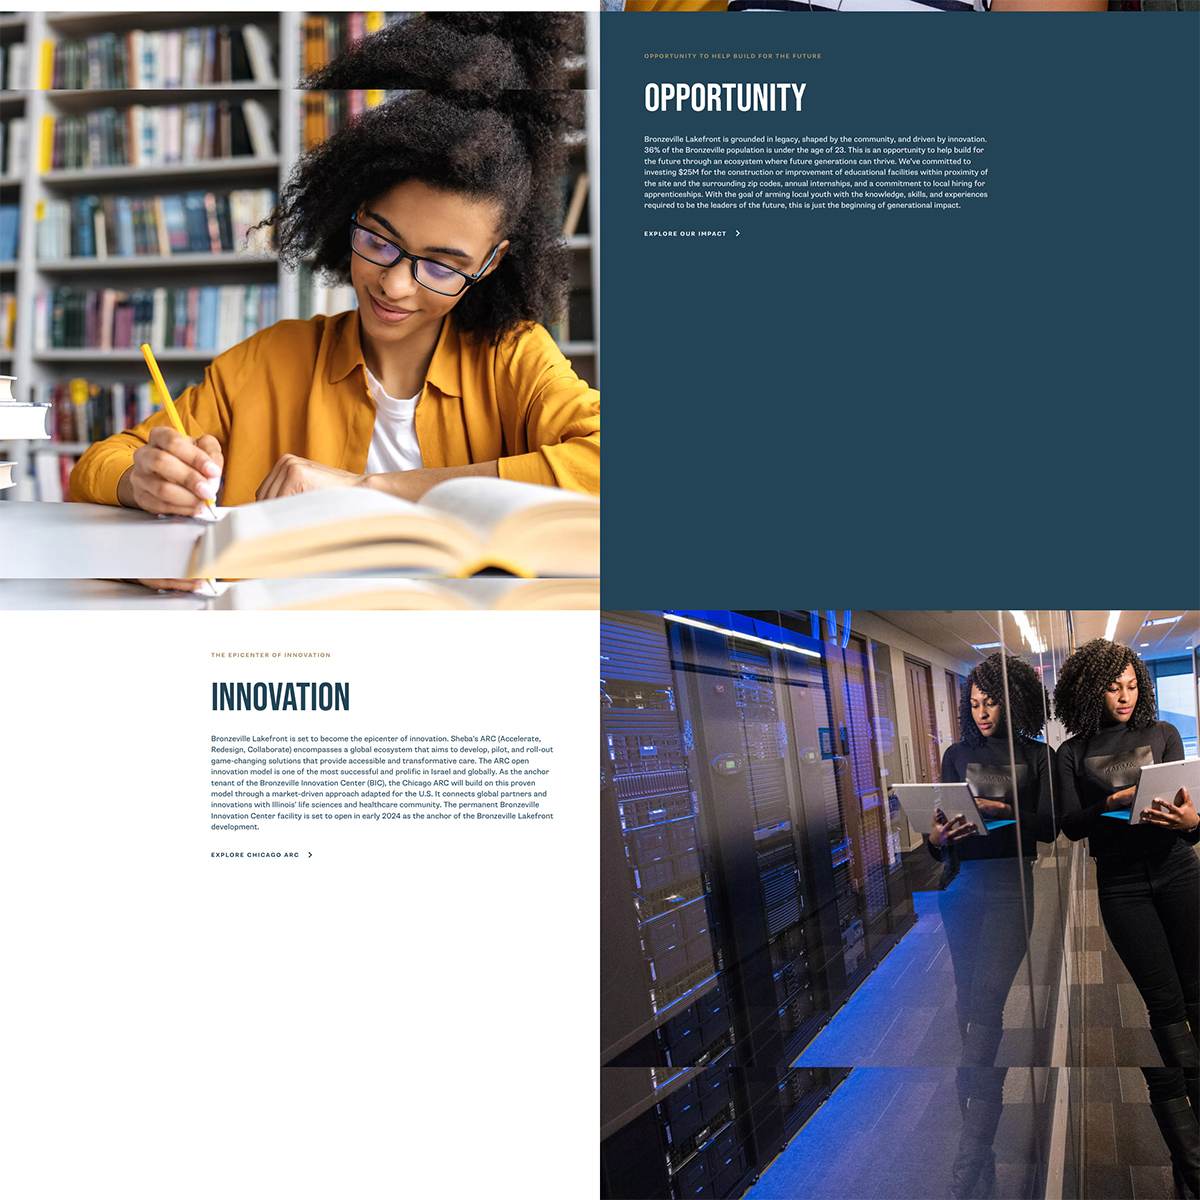 OPPORTUNITY TO HELP BUILD FOR THE FUTURE
OPPORTUNITY
Bronzeville Lakefront is grounded in legacy, shaped by the community, and driven by innovation.
36% of the Bronzeville population is under the age of 23. This is an opportunity to help build for
the future through an ecosystem where future generations can thrive. We've committed to
investing $25M for the construction or improvement of educational facilities within proximity of
the site and the surrounding zip codes, annual internships, and a commitment to local hiring for
apprenticeships. With the goal of arming local youth with the knowledge, skills, and experiences
required to be the leaders of the future, this is just the beginning of generational impact.
EXPLORE OUR IMPACT
THE EPICENTER OF INNOVATION
INNOVATION
Bronzeville Lakefront is set to become the epicenter of innovation. Sheba's ARC (Accelerate,
Redesign, Collaborate) encompasses a global ecosystem that aims to develop, pilot, and roll-out
game-changing solutions that provide accessible and transformative care. The ARC open
innovation model is one of the most successful and prolific in Israel and globally. As the anchor
tenant of the Bronzeville Innovation Center (BIC), the Chicago ARC will build on this proven
model through a market-driven approach adapted for the U.S. It connects global partners and
innovations with Illinois' life sciences and healthcare community. The permanent Bronzeville
Innovation Center facility is set to open in early 2024 as the anchor of the Bronzeville Lakefront
development.
EXPLORE CHICAGO ARC